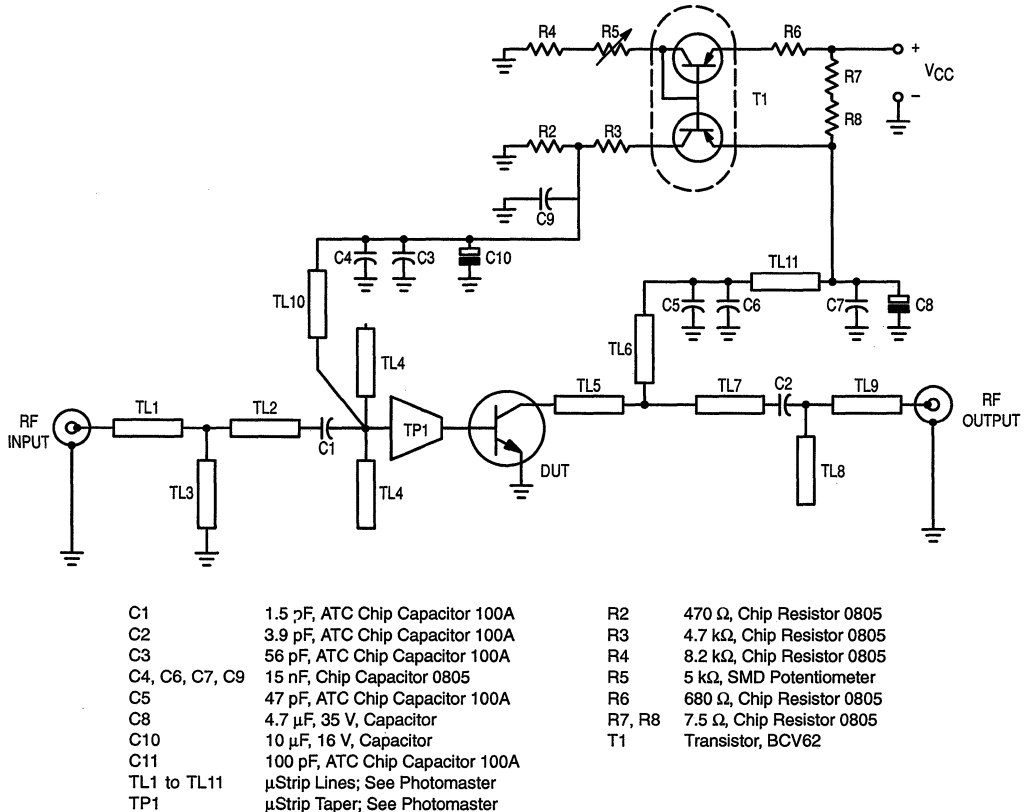 R4 R5 R6
+
VCC
−
R7
T1
R8
R2 R3
C9
C4 C3 C10
TL11
TL10
C5 C6 C7 C8
TL4
TL6
TL5 TL7 C2 TL9
RF
INPUT
TL1 TL2
C1
TP1
RF
OUTPUT
DUT
TL3
TL4
TL8
C1 1.5 pF, ATC Chip Capacitor 100A
C2 3.9 pF, ATC Chip Capacitor 100A
C3 56 pF, ATC Chip Capacitor 100A
C4, C6, C7, C9 15 nF, Chip Capacitor 0805
C5 47 pF, ATC Chip Capacitor 100A
C8 4.7 μF, 35 V, Capacitor
C10 10 μF, 16 V, Capacitor
C11 100 pF, ATC Chip Capacitor 100A
TL1 to TL11 μStrip Lines; See Photomaster
TP1 μStrip Taper; See Photomaster
R2 470 Ω, Chip Resistor 0805
R3 4.7 kΩ, Chip Resistor 0805
R4 8.2 kΩ, Chip Resistor 0805
R5 5 kΩ, SMD Potentiometer
R6 680 Ω, Chip Resistor 0805
R7, R8 7.5 Ω, Chip Resistor 0805
T1 Transistor, BCV62